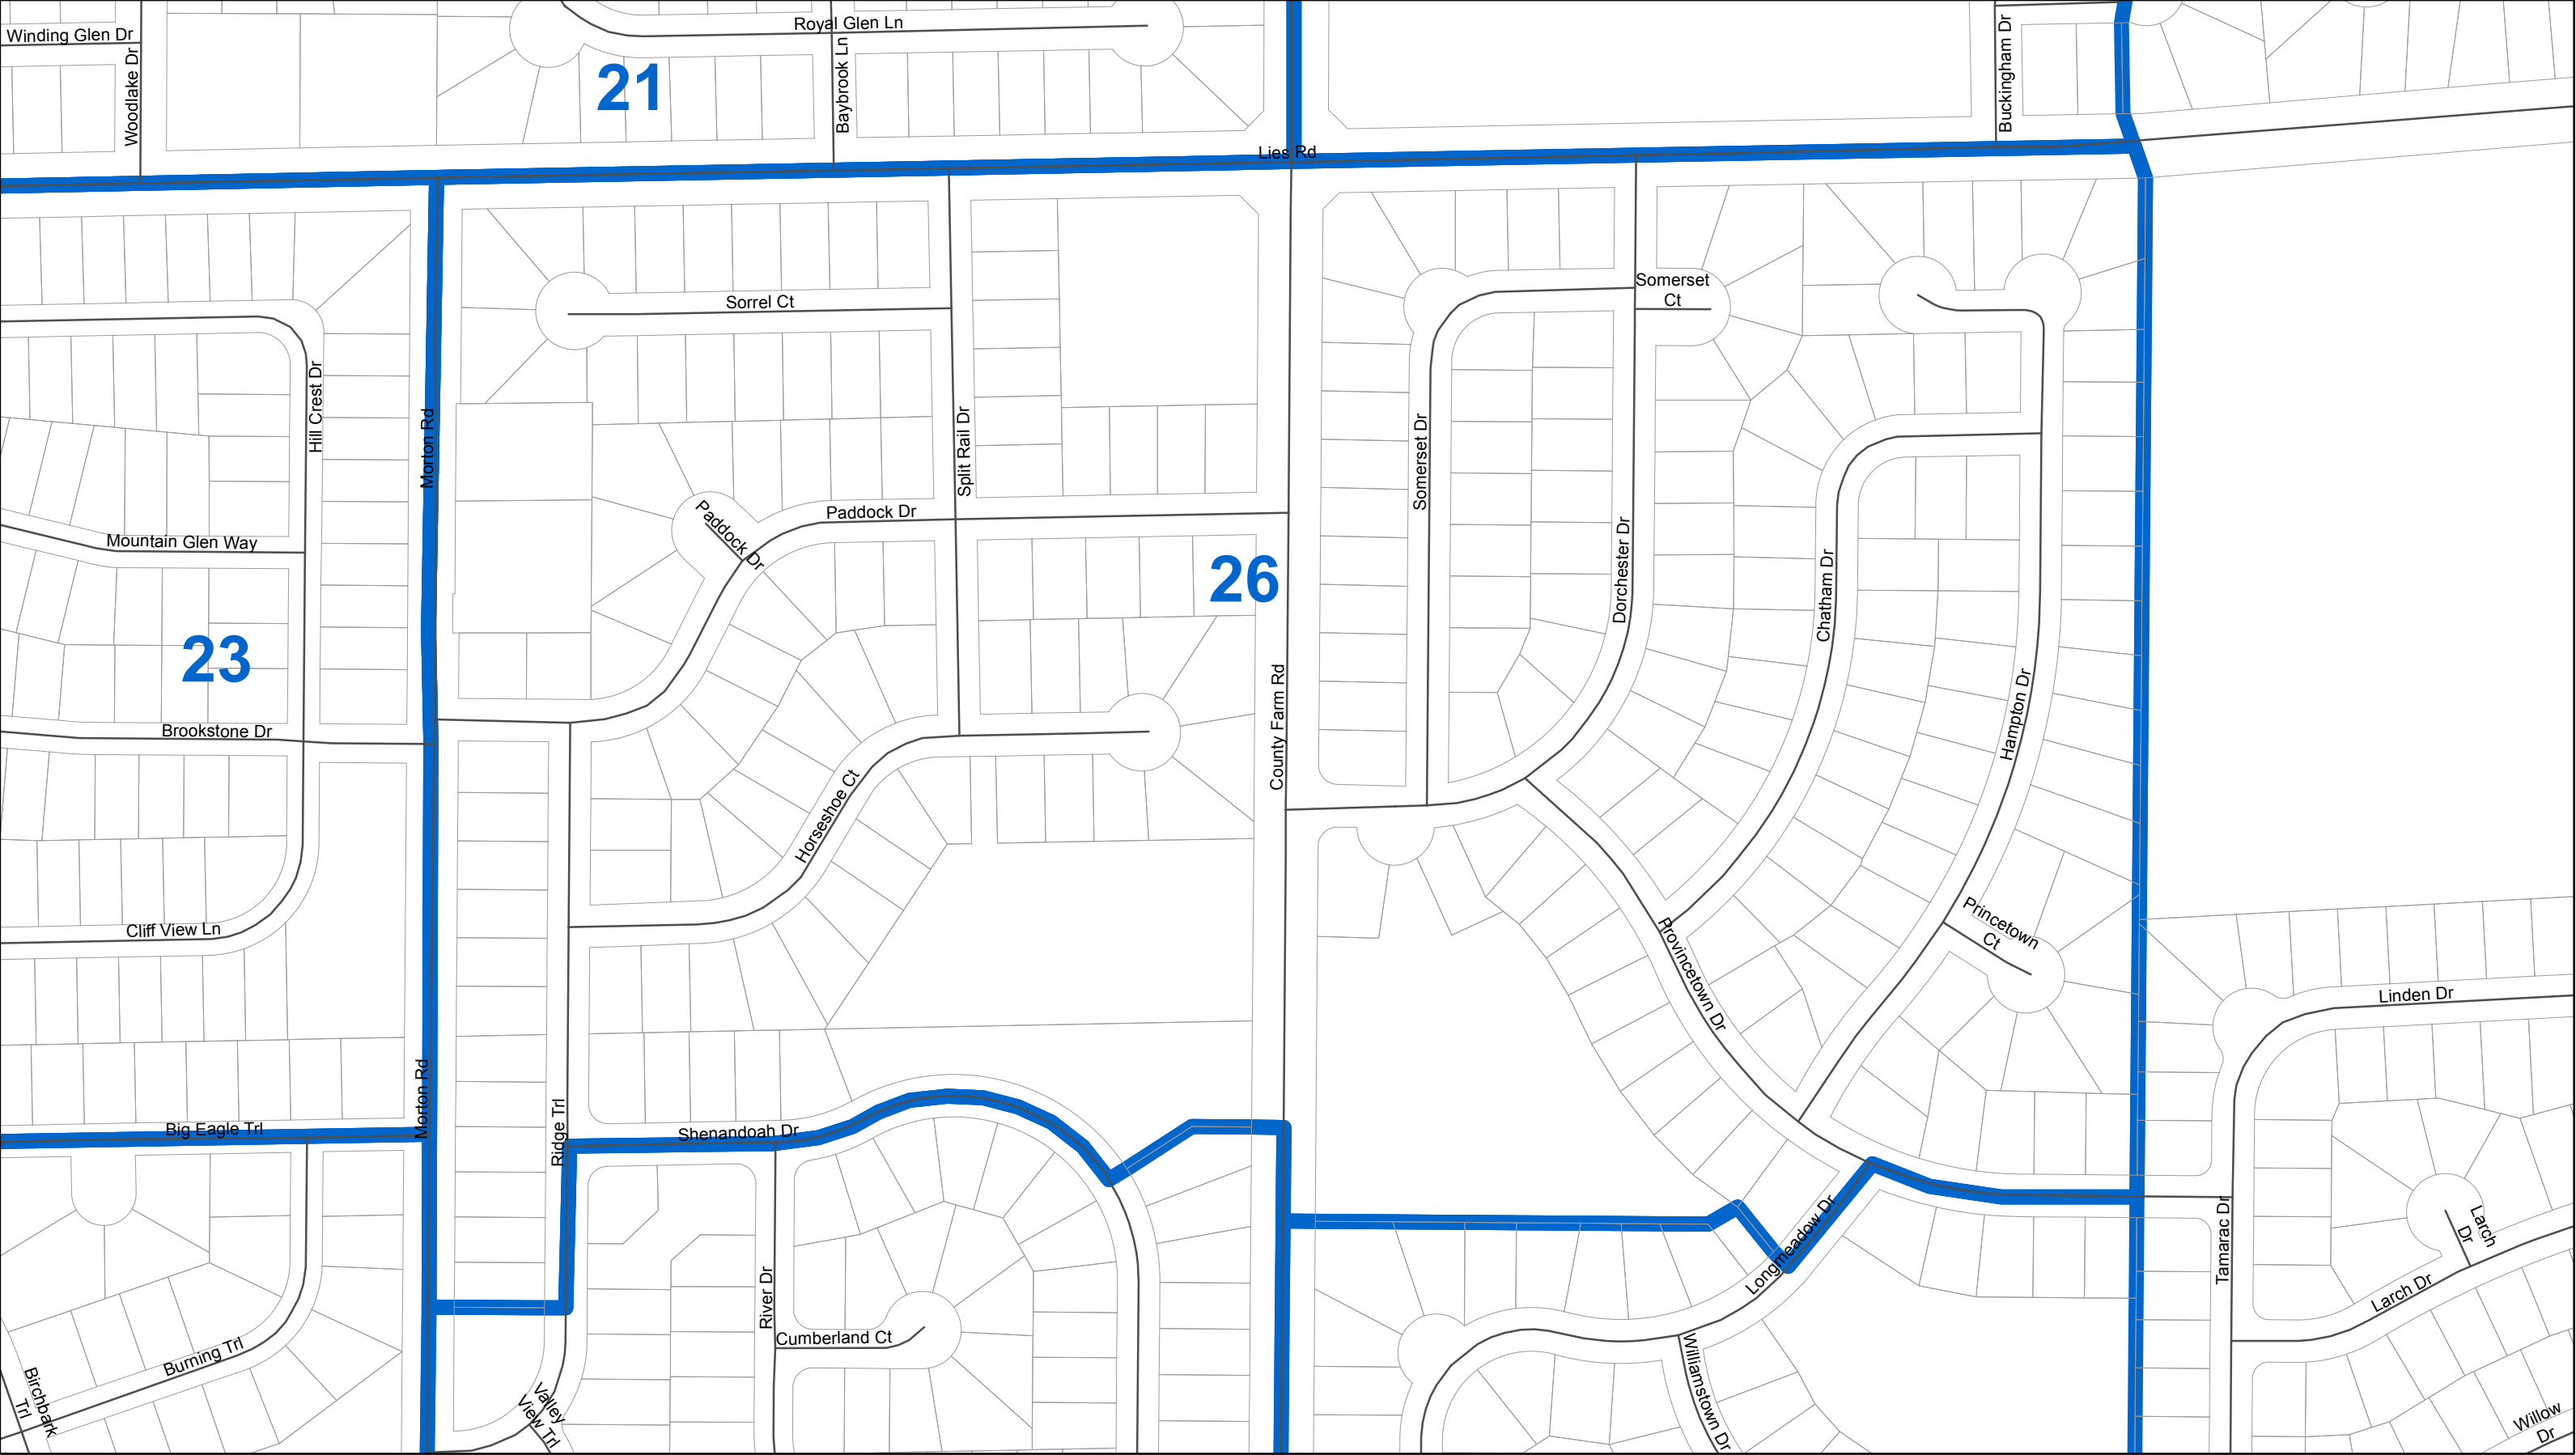 Winding Glen Dr
Woodlake Dr
Royal Glen Ln
Baybrook Ln
21
Buckingham Dr
Lies Rd
Sorrel Ct
Somerset
Ct
Hill Crest Dr
Morton Rd
Split Rail Dr
Somerset Dr
Paddock Dr
Paddock Dr
Mountain Glen Way
26
Dorchester Dr
Chatham Dr
23
Hampton Dr
County Farm Rd
Brookstone Dr
Horseshoe Ct
Cliff View Ln
Princetown
Ct
Provincetown Dr
Linden Dr
Morton Rd
Big Eagle Trl
Ridge Trl
Shenandoah Dr
Longmeadow Dr
Tamarac Dr
Larch
Dr
River Dr
Cumberland Ct
Larch Dr
Burning Trl
Birchbark
Trl
Valley
View Trl
Williamstown Dr
Willow
Dr